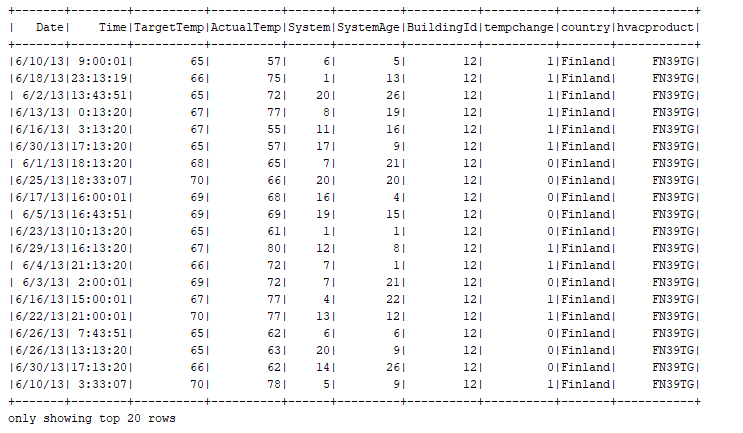 +-------+--------+----------+----------+------+---------+----------+----------+-------+-----------+
|   Date|    Time|TargetTemp|ActualTemp|System|SystemAge|BuildingId|tempchange|country|hvacproduct|
+-------+--------+----------+----------+------+---------+----------+----------+-------+-----------+
|6/10/13| 9:00:01|        65|        57|     6|        5|        12|         1|Finland|     FN39TG|
|6/18/13|23:13:19|        66|        75|     1|       13|        12|         1|Finland|     FN39TG|
| 6/2/13|13:43:51|        65|        72|    20|       26|        12|         1|Finland|     FN39TG|
|6/13/13| 0:13:20|        67|        77|     8|       19|        12|         1|Finland|     FN39TG|
|6/16/13| 3:13:20|        67|        55|    11|       16|        12|         1|Finland|     FN39TG|
|6/30/13|17:13:20|        65|        57|    17|        9|        12|         1|Finland|     FN39TG|
| 6/1/13|18:13:20|        68|        65|     7|       21|        12|         0|Finland|     FN39TG|
|6/25/13|18:33:07|        70|        66|    20|       20|        12|         0|Finland|     FN39TG|
|6/17/13|16:00:01|        69|        68|    16|        4|        12|         0|Finland|     FN39TG|
| 6/5/13|16:43:51|        69|        69|    19|       15|        12|         0|Finland|     FN39TG|
|6/23/13|10:13:20|        65|        61|     1|        1|        12|         0|Finland|     FN39TG|
|6/29/13|16:13:20|        67|        80|    12|        8|        12|         1|Finland|     FN39TG|
| 6/4/13|21:13:20|        66|        72|     7|        1|        12|         1|Finland|     FN39TG|
| 6/3/13| 2:00:01|        69|        72|     7|       21|        12|         0|Finland|     FN39TG|
|6/16/13|15:00:01|        67|        77|     4|       22|        12|         1|Finland|     FN39TG|
|6/22/13|21:00:01|        70|        77|    13|       12|        12|         1|Finland|     FN39TG|
|6/26/13| 7:43:51|        65|        62|     6|        6|        12|         0|Finland|     FN39TG|
|6/26/13|13:13:20|        65|        63|    20|        9|        12|         0|Finland|     FN39TG|
|6/30/13|17:13:20|        66|        62|    14|       26|        12|         0|Finland|     FN39TG|
|6/10/13| 3:33:07|        70|        78|     5|        9|        12|         1|Finland|     FN39TG|
+-------+--------+----------+----------+------+---------+----------+----------+-------+-----------+
only showing top 20 rows